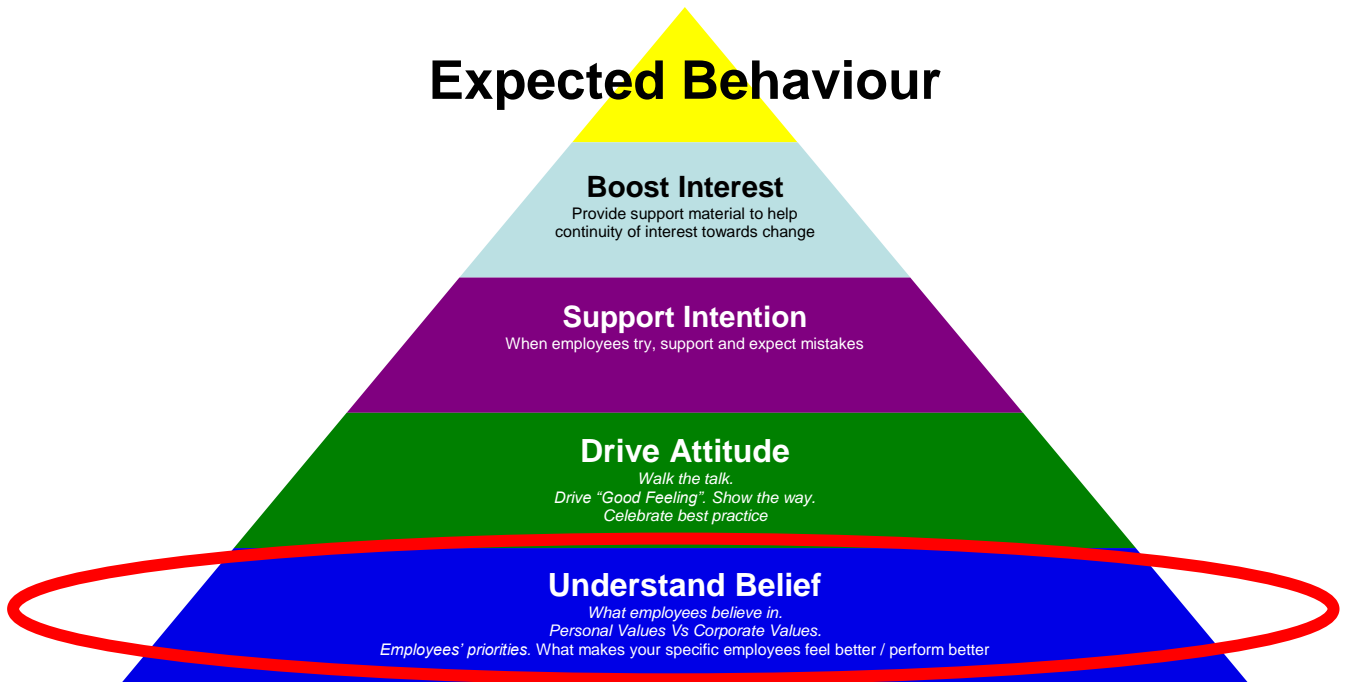 Expected Behaviour
Boost Interest
Provide support material to help
continuity of interest towards change
Support Intention
When employees try, support and expect mistakes
Drive Attitude
Walk the talk.
Drive “Good Feeling”. Show the way.
Celebrate best practice
Understand Belief
What employees believe in.
Personal Values Vs Corporate Values.
Employees’ priorities. What makes your specific employees feel better / perform better